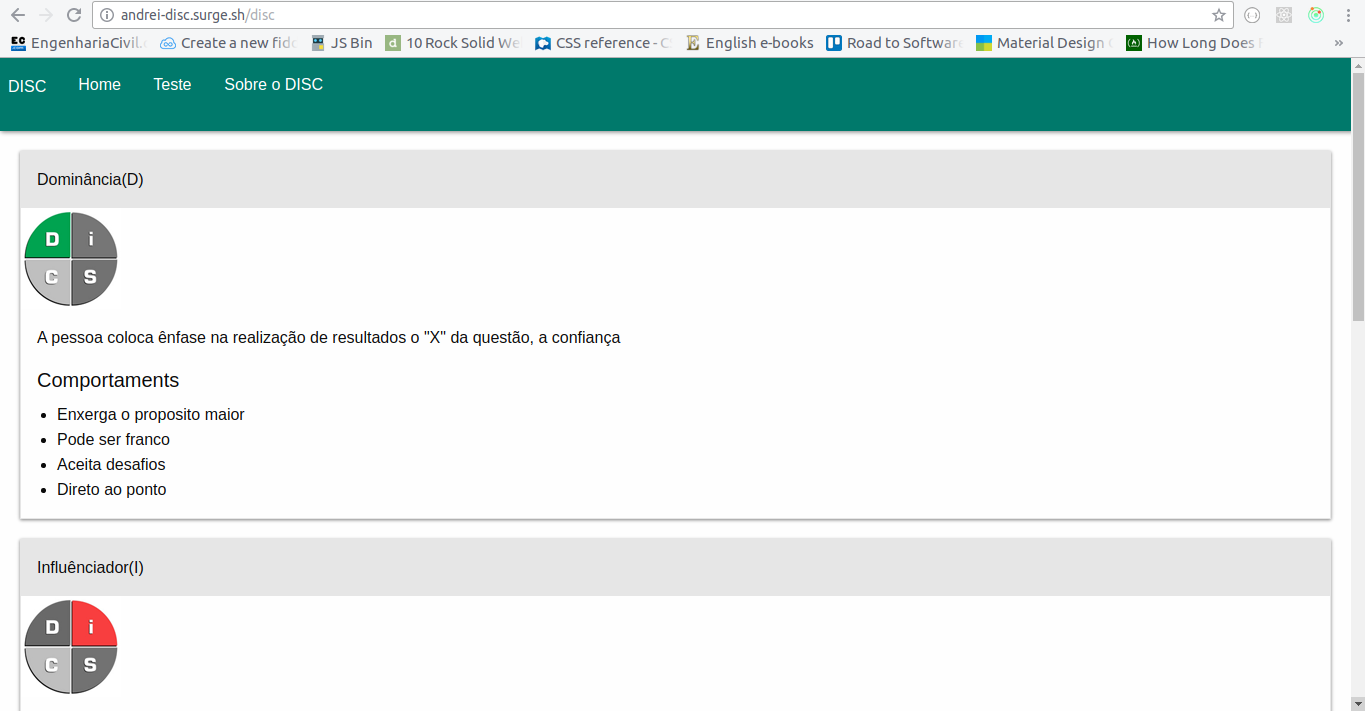 andrei-disc.surge.sh/disc
EngenhariaCivil. Create a new fidd JS Bin 10 Rock Solid We CSS reference - C English e-books Road to Software Material Design How Long Does »
DISC Home Teste Sobre o DISC
Dominância(D)
D i
C S
A pessoa coloca ênfase na realização de resultados o "X" da questão, a confiança
Comportaments
Enxerga o proposito maior
Pode ser franco
Aceita desafios
Direto ao ponto
Influênciador(I)
D i
C S